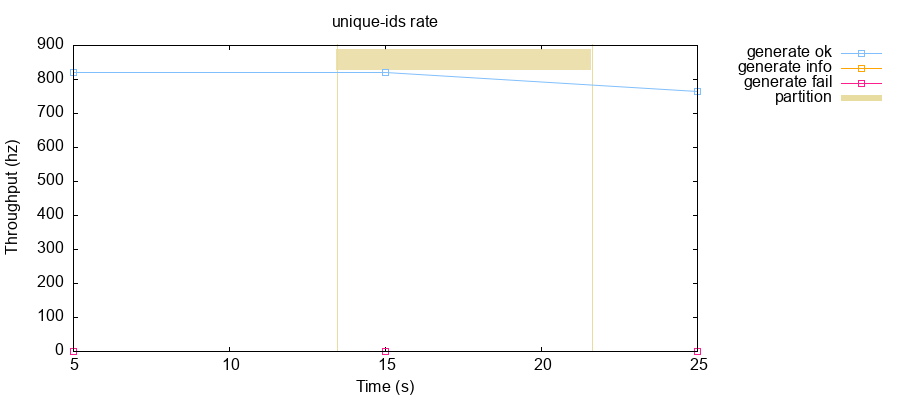 unique-ids rate
900
800
700
600
500
400
300
200
100
0
Throughput (hz)
5
10
15
20
25
Time (s)
generate ok
generate info
generate fail
partition